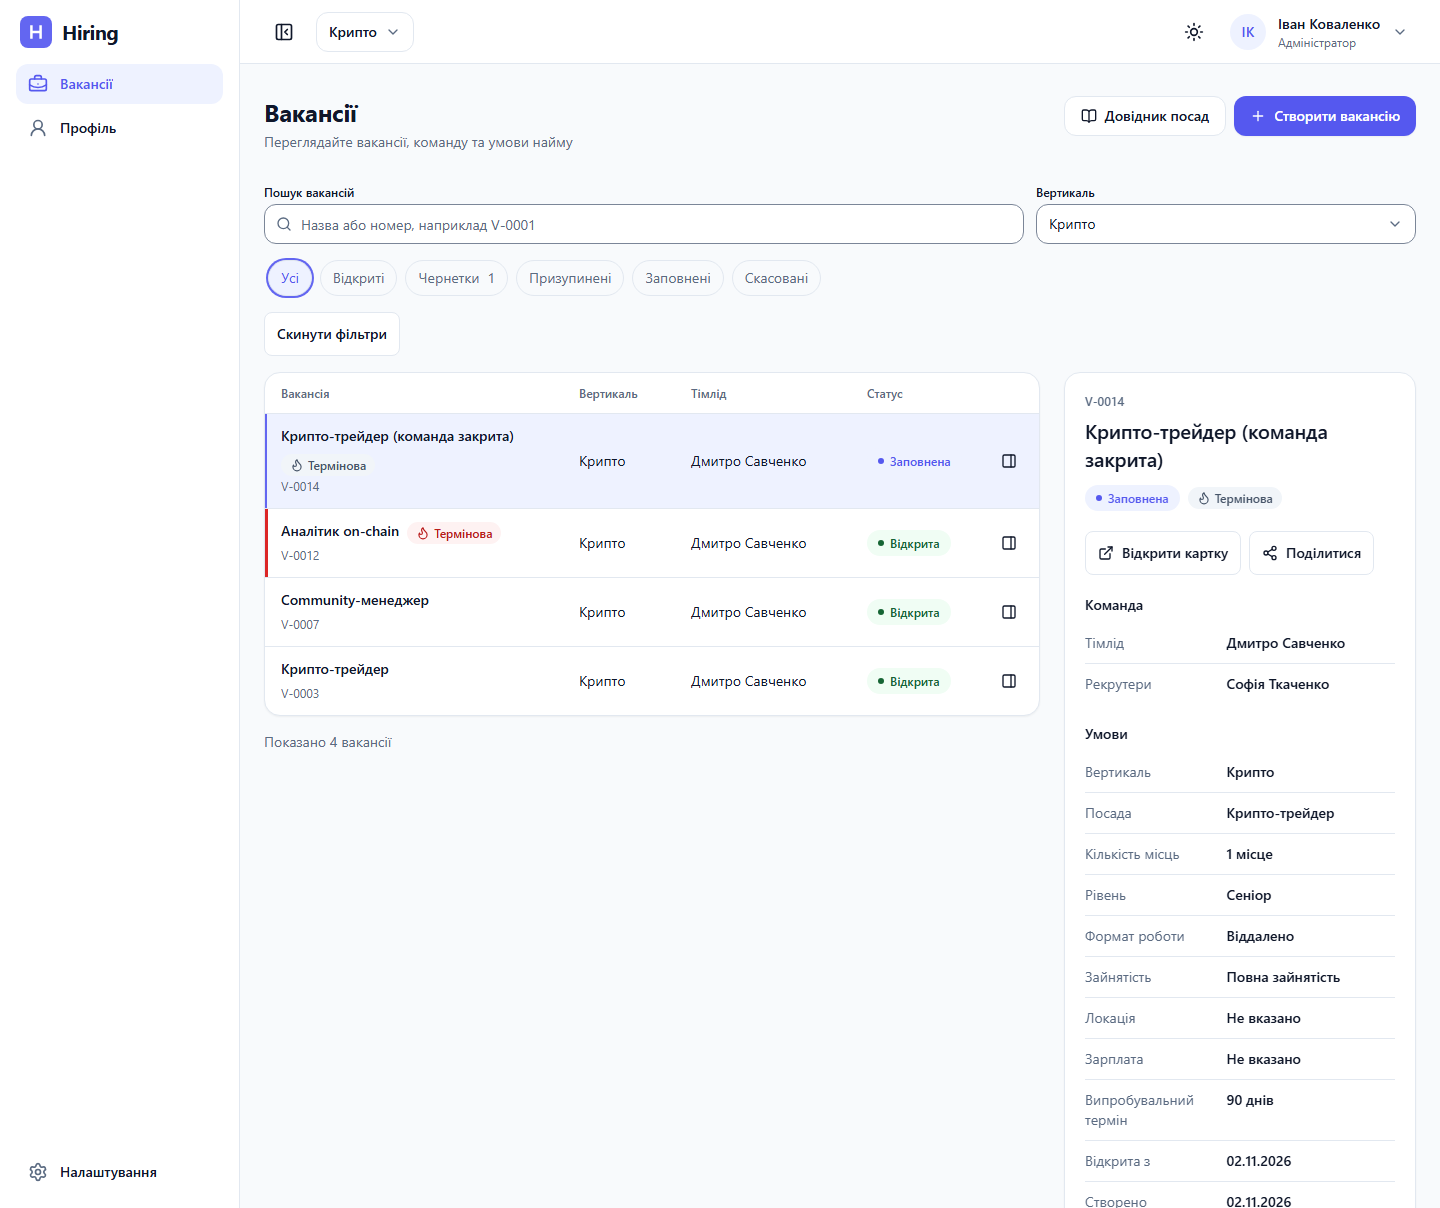 H Hiring
Вакансії
Профіль
Налаштування
Крипто
ІК
Іван Коваленко
Адміністратор
Вакансії
Переглядайте вакансії, команду та умови найму
Довідник посад
Створити вакансію
Пошук вакансій
Назва або номер, наприклад V-0001
Вертикаль
Крипто
Усі
Відкриті
Чернетки 1
Призупинені
Заповнені
Скасовані
Скинути фільтри
Вакансія Вертикаль Тімлід Статус
Крипто-трейдер (команда закрита)
Термінова
V-0014
Крипто Дмитро Савченко Заповнена
Аналітик on-chain Термінова
V-0012
Крипто Дмитро Савченко Відкрита
Community-менеджер
V-0007
Крипто Дмитро Савченко Відкрита
Крипто-трейдер
V-0003
Крипто Дмитро Савченко Відкрита
Показано 4 вакансії
V-0014
Крипто-трейдер (команда
закрита)
Заповнена Термінова
Відкрити картку Поділитися
Команда
Тімлід Дмитро Савченко
Рекрутери Софія Ткаченко
Умови
Вертикаль Крипто
Посада Крипто-трейдер
Кількість місць 1 місце
Рівень Сеніор
Формат роботи Віддалено
Зайнятість Повна зайнятість
Локація Не вказано
Зарплата Не вказано
Випробувальний 90 днів
термін
Відкрита з 02.11.2026
Створено 02.11.2026